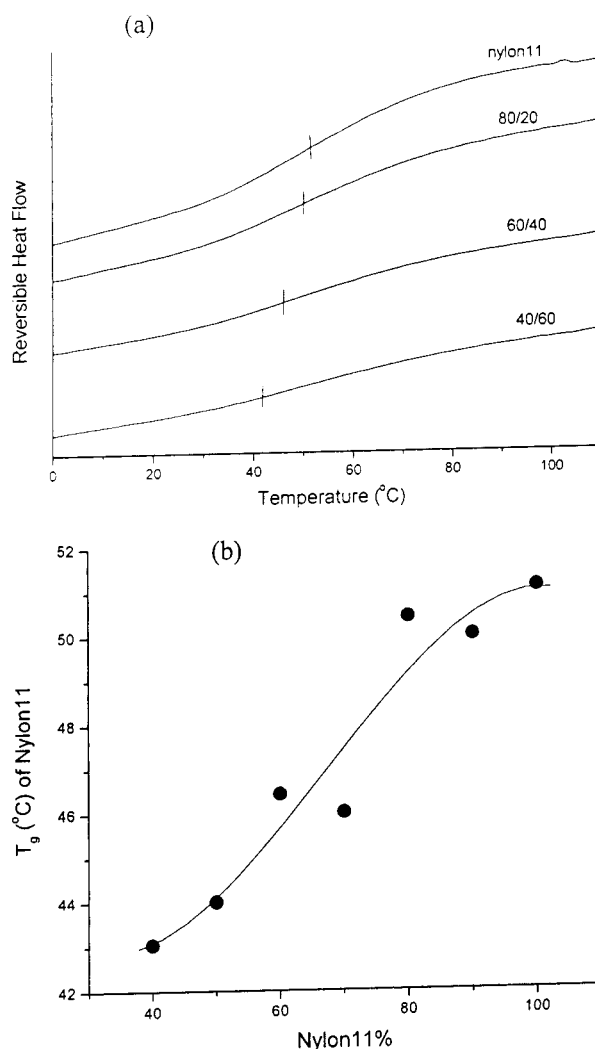 (a)
nylon11
80/20
60/40
40/60
Reversible Heat Flow
0 20 40 60 80 100
Temperature (°C)
(b)
52
50
48
46
44
42
T_g (°C) of Nylon11
40 60 80 100
Nylon11%